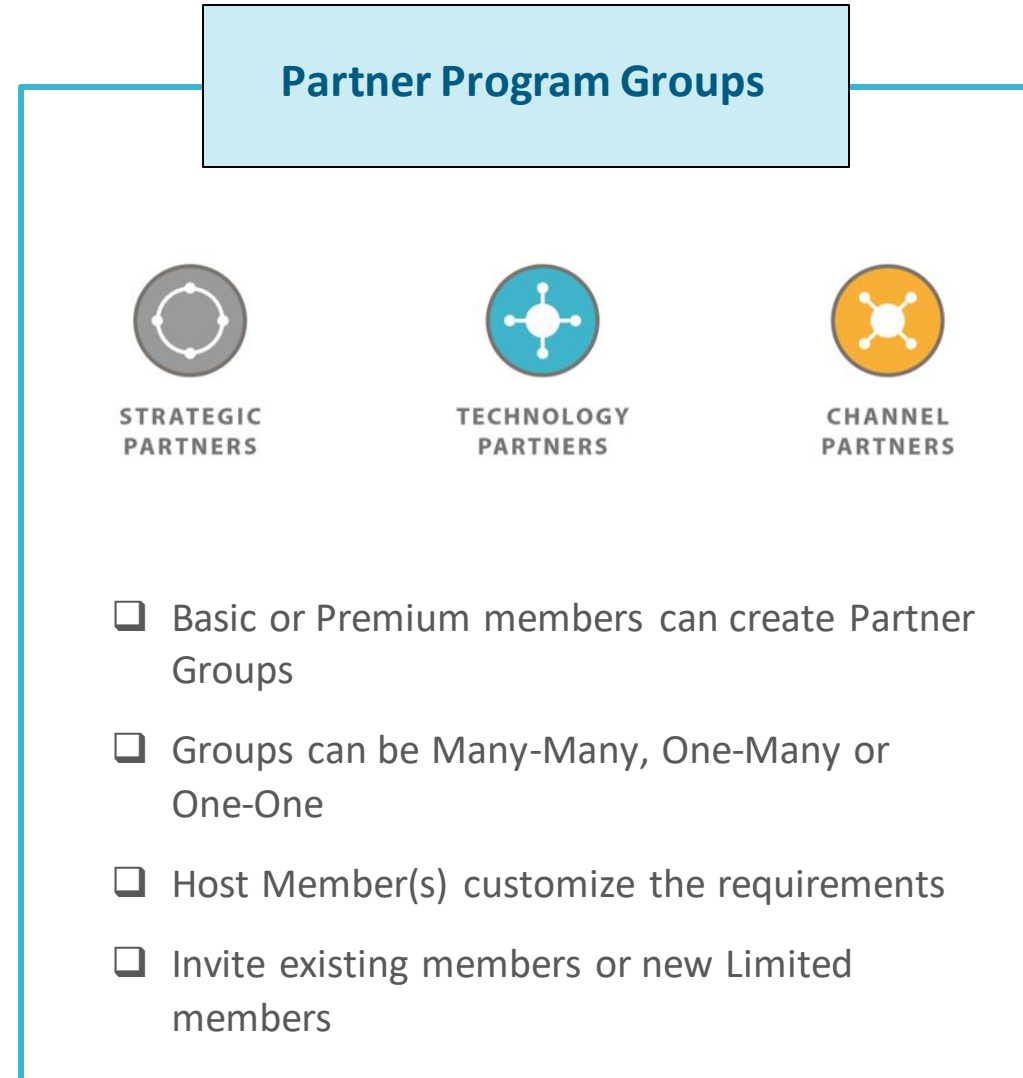 Partner Program Groups
STRATEGIC
PARTNERS
TECHNOLOGY
PARTNERS
CHANNEL
PARTNERS
❑ Basic or Premium members can create Partner
Groups
❑ Groups can be Many-Many, One-Many or
One-One
❑ Host Member(s) customize the requirements
❑ Invite existing members or new Limited
members